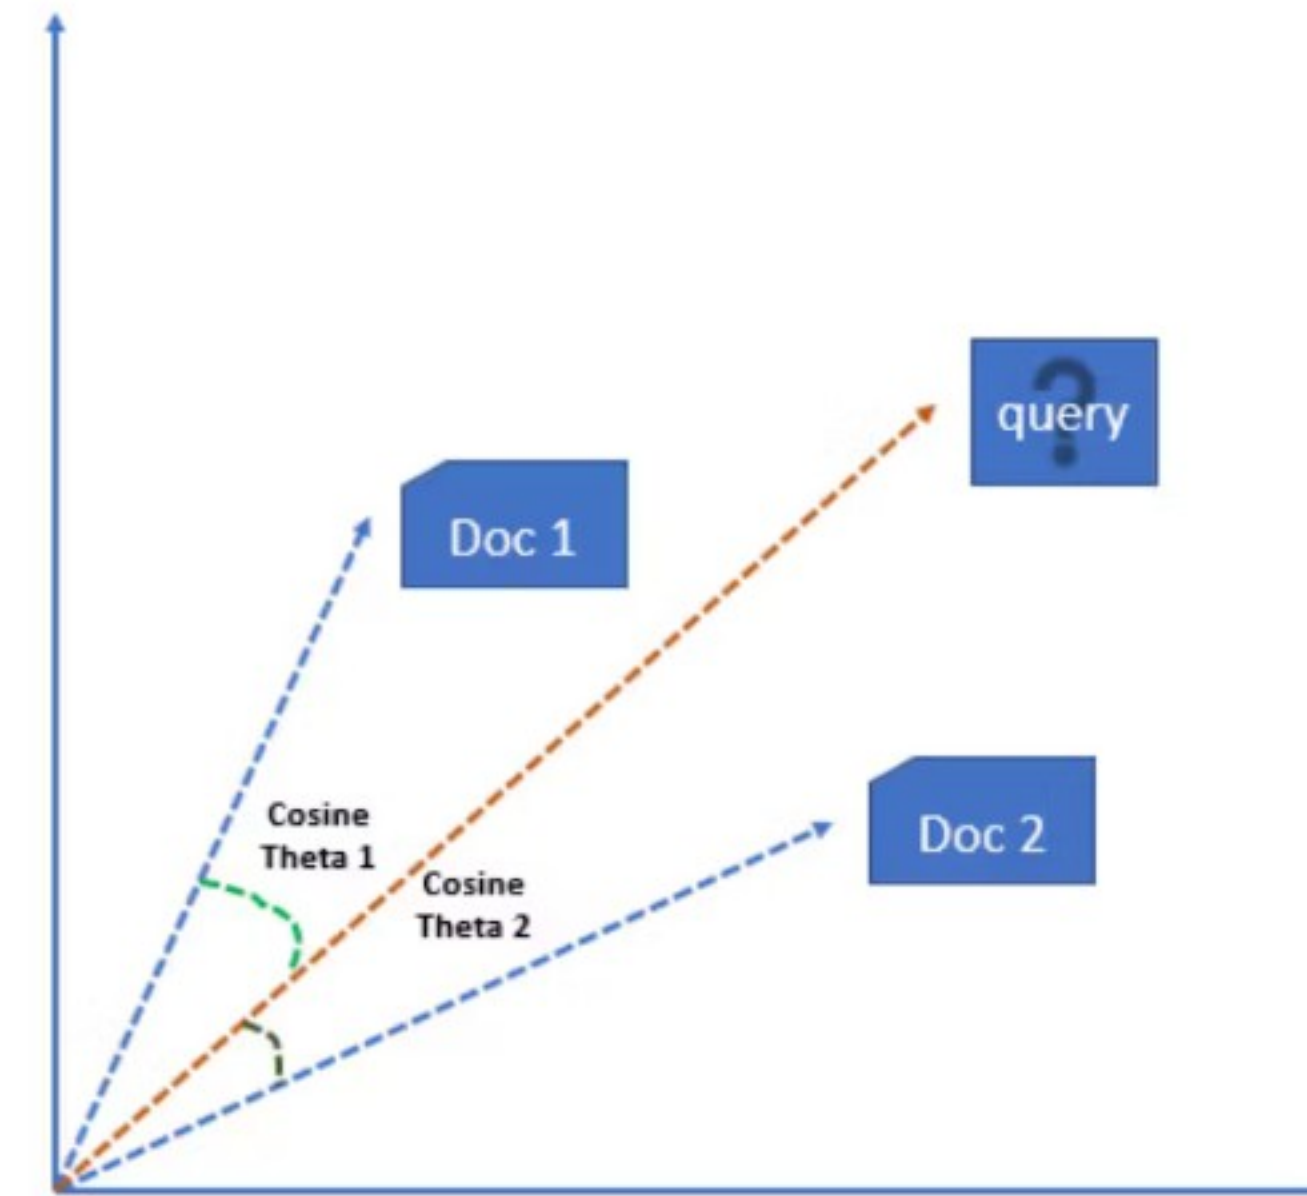 query
Doc 1
Cosine
Theta 1
Doc 2
Cosine
Theta 2